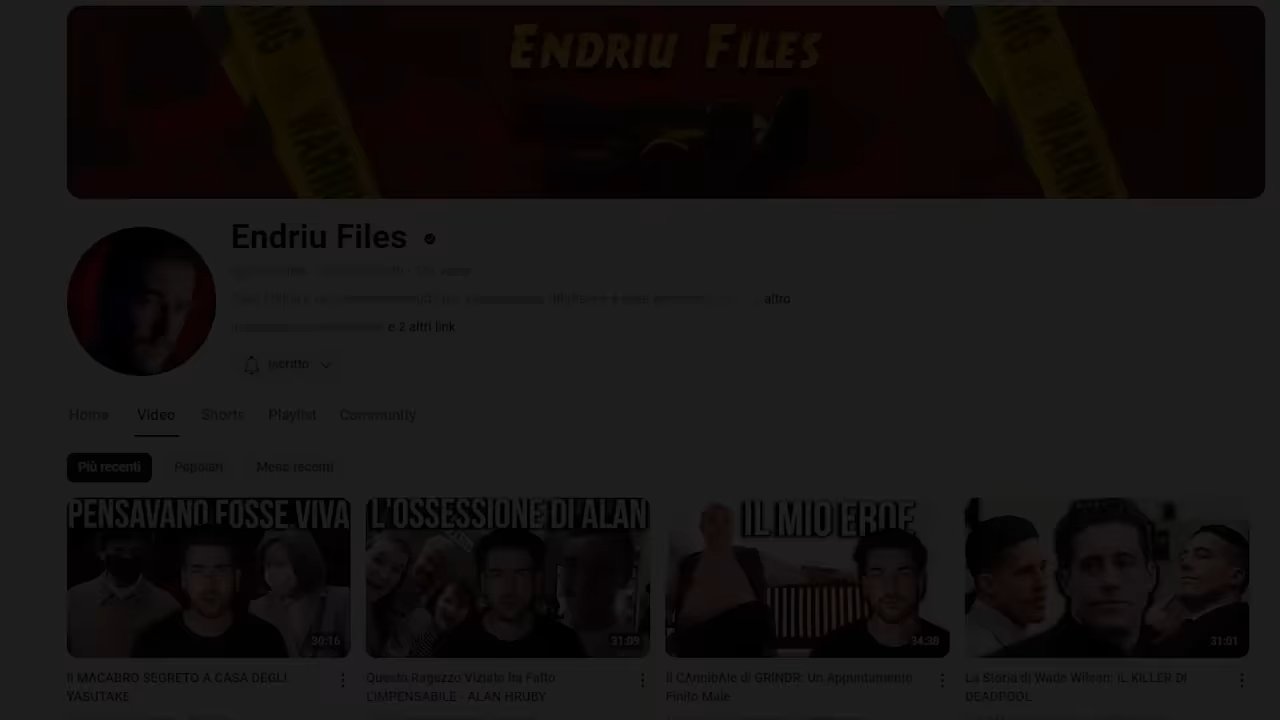 ENDRIU FILES
WARNING
Endriu Files
video
...altro
e 2 altri link
Iscritto
Home Video Shorts Playlist Community
Più recenti Popolari Meno recenti
PENSAVANO FOSSE VIVA L'OSSESSIONE DI ALAN IL MIO EROE
30:16 31:09 34:38 31:01
Il MACABRO SEGRETO A CASA DEGLI YASUTAKE
Questo Ragazzo Viziato Ha Fatto L'IMPENSABILE - ALAN HRUBY
Il CAnnibAle di GRINDR: Un Appuntamento Finito Male
La Storia di Wade Wilson: IL KILLER DI DEADPOOL